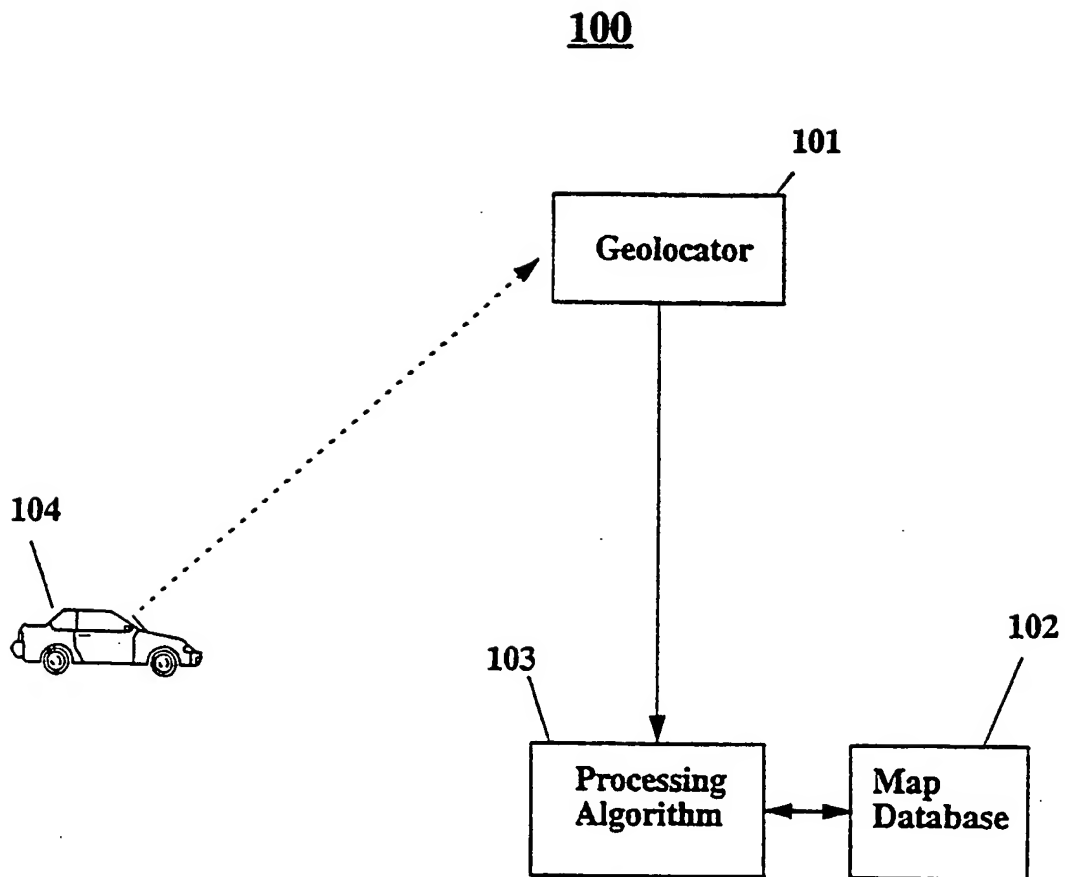 100
101
Geolocator
104
103
102
Processing
Algorithm
Map
Database